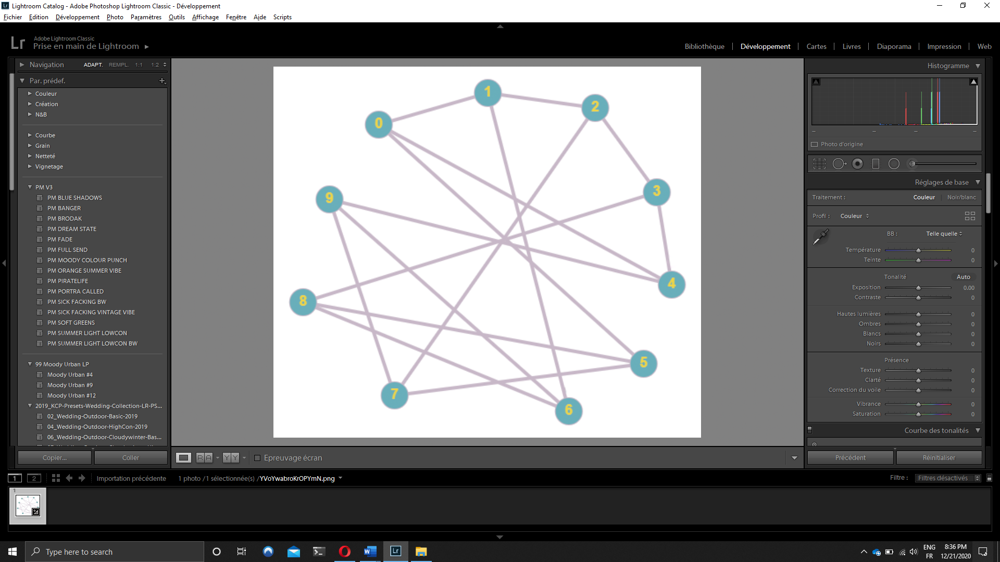 Lightroom Catalog - Adobe Photoshop Lightroom Classic - Développement
Fichier Edition Développement Photo Paramètres Outils Affichage Fenêtre Aide Scripts
Lr Adobe Lightroom Classic
Prise en main de Lightroom
Bibliothèque | Développement | Cartes | Livres | Diaporama | Impression | Web
Navigation ADAPT. REMPL. 1:1 1:2
Par. prédef.
Couleur
Création
N&B
Courbe
Grain
Netteté
Vignetage
PM V3
PM BLUE SHADOWS
PM BANGER
PM BRODAK
PM DREAM STATE
PM FADE
PM FULL SEND
PM MOODY COLOUR PUNCH
PM ORANGE SUMMER VIBE
PM PIRATELIFE
PM PORTRA CALLED
PM SICK FACKING BW
PM SICK FACKING VINTAGE VIBE
PM SOFT GREENS
PM SUMMER LIGHT LOWCON
PM SUMMER LIGHT LOWCON BW
99 Moody Urban LP
Moody Urban #4
Moody Urban #9
Moody Urban #12
2019_KCP-Presets-Wedding-Collection-LR-PS...
02_Wedding-Outdoor-Basic-2019
04_Wedding-Outdoor-HighCon-2019
06_Wedding-Outdoor-Cloudywinter-Bas...
Copier... Coller
1
2
0
3
9
4
8
5
7
6
R A Y Y Epreuvage écran
Histogramme
Photo d'origine
Réglages de base
Traitement : Couleur | Noir/blanc
Profil : Couleur
BB : Telle quelle
Température 0
Teinte 0
Tonalité Auto
Exposition 0.00
Contraste 0
Hautes lumières 0
Ombres 0
Blancs 0
Noirs 0
Présence
Texture 0
Clarté 0
Correction du voile 0
Vibrance 0
Saturation 0
Courbe des tonalités
Précédent Réinitialiser
1 2 Importation précédente 1 photo /1 sélectionnée(s) /YVoYwabroKrOPYmN.png
Filtre : Filtres désactivés
1
Type here to search
Lr
ENG
FR
8:36 PM
12/21/2020